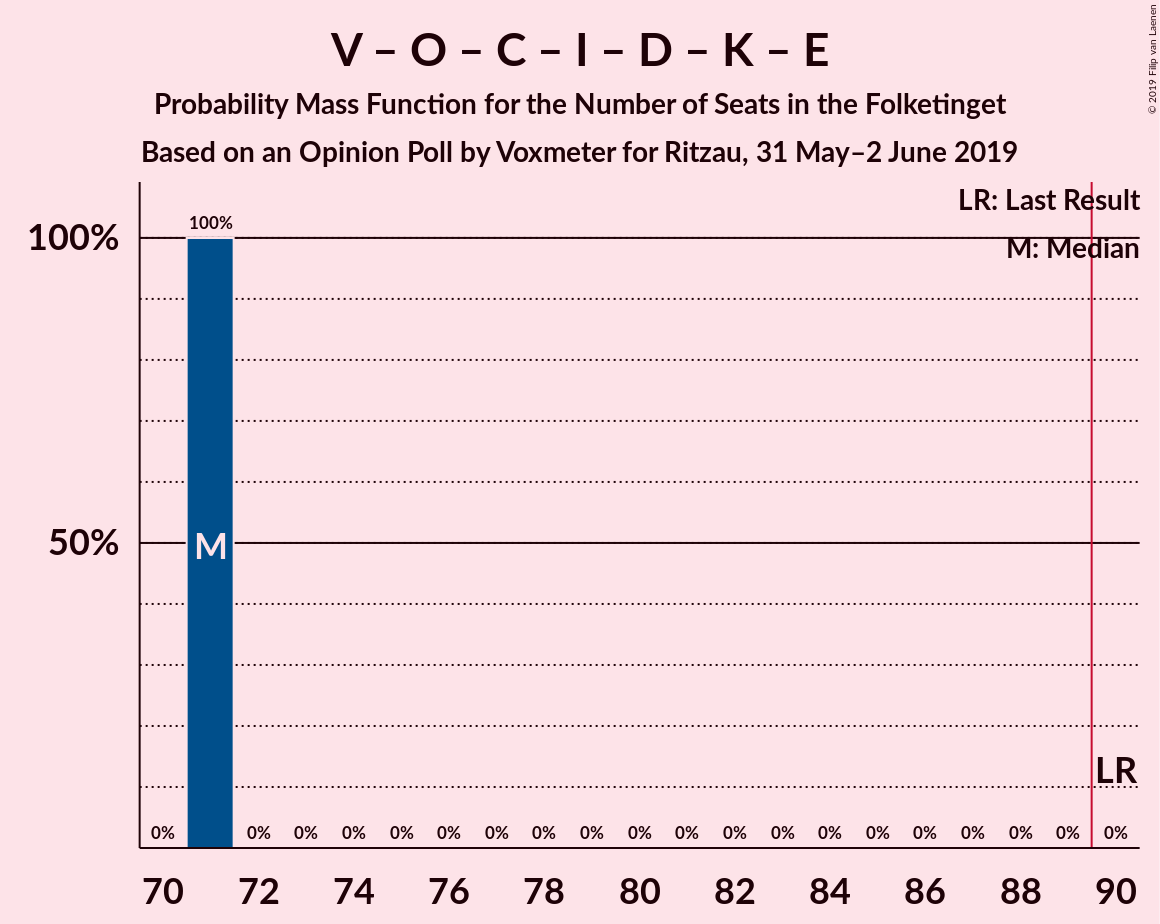 V – O – C – I – D – K – E
Probability Mass Function for the Number of Seats in the Folketinget
Based on an Opinion Poll by Voxmeter for Ritzau, 31 May–2 June 2019
© 2019 Filip van Laenen
LR: Last Result
M: Median
100%
100%
50%
M
LR
0% 0% 0% 0% 0% 0% 0% 0% 0% 0% 0% 0% 0% 0% 0% 0% 0% 0% 0% 0%
70 72 74 76 78 80 82 84 86 88 90